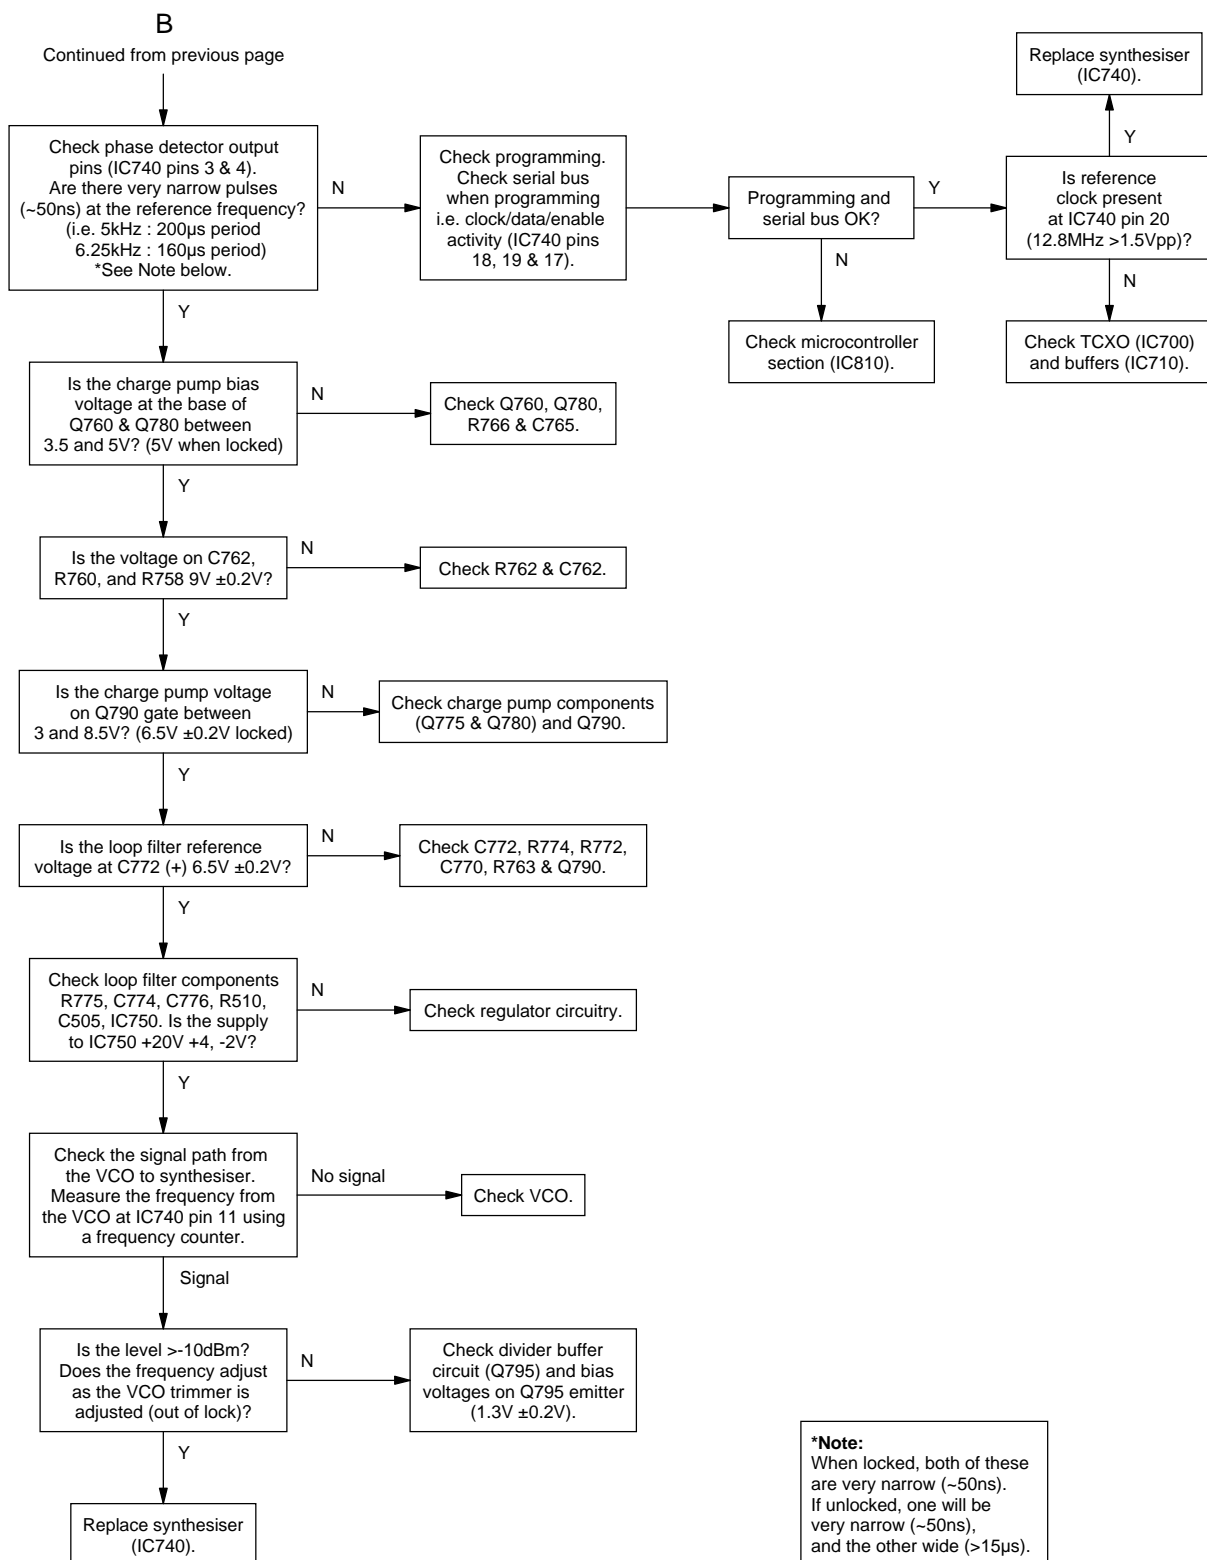 B
Continued from previous page
Check phase detector output
pins (IC740 pins 3 & 4).
Are there very narrow pulses
(~50ns) at the reference frequency?
(i.e. 5kHz : 200µs period
6.25kHz : 160µs period)
*See Note below.
N
Check programming.
Check serial bus
when programming
i.e. clock/data/enable
activity (IC740 pins
18, 19 & 17).
Programming and
serial bus OK?
Y
Is reference
clock present
at IC740 pin 20
(12.8MHz >1.5Vpp)?
Y
Replace synthesiser
(IC740).
N
Check TCXO (IC700)
and buffers (IC710).
N
Check microcontroller
section (IC810).
Y
Is the charge pump bias
voltage at the base of
Q760 & Q780 between
3.5 and 5V? (5V when locked)
N
Check Q760, Q780,
R766 & C765.
Y
Is the voltage on C762,
R760, and R758 9V ±0.2V?
N
Check R762 & C762.
Y
Is the charge pump voltage
on Q790 gate between
3 and 8.5V? (6.5V ±0.2V locked)
N
Check charge pump components
(Q775 & Q780) and Q790.
Y
Is the loop filter reference
voltage at C772 (+) 6.5V ±0.2V?
N
Check C772, R774, R772,
C770, R763 & Q790.
Y
Check loop filter components
R775, C774, C776, R510,
C505, IC750. Is the supply
to IC750 +20V +4, -2V?
N
Check regulator circuitry.
Y
Check the signal path from
the VCO to synthesiser.
Measure the frequency from
the VCO at IC740 pin 11 using
a frequency counter.
No signal
Check VCO.
Signal
Is the level >-10dBm?
Does the frequency adjust
as the VCO trimmer is
adjusted (out of lock)?
N
Check divider buffer
circuit (Q795) and bias
voltages on Q795 emitter
(1.3V ±0.2V).
Y
Replace synthesiser
(IC740).
*Note:
When locked, both of these
are very narrow (~50ns).
If unlocked, one will be
very narrow (~50ns),
and the other wide (>15µs).